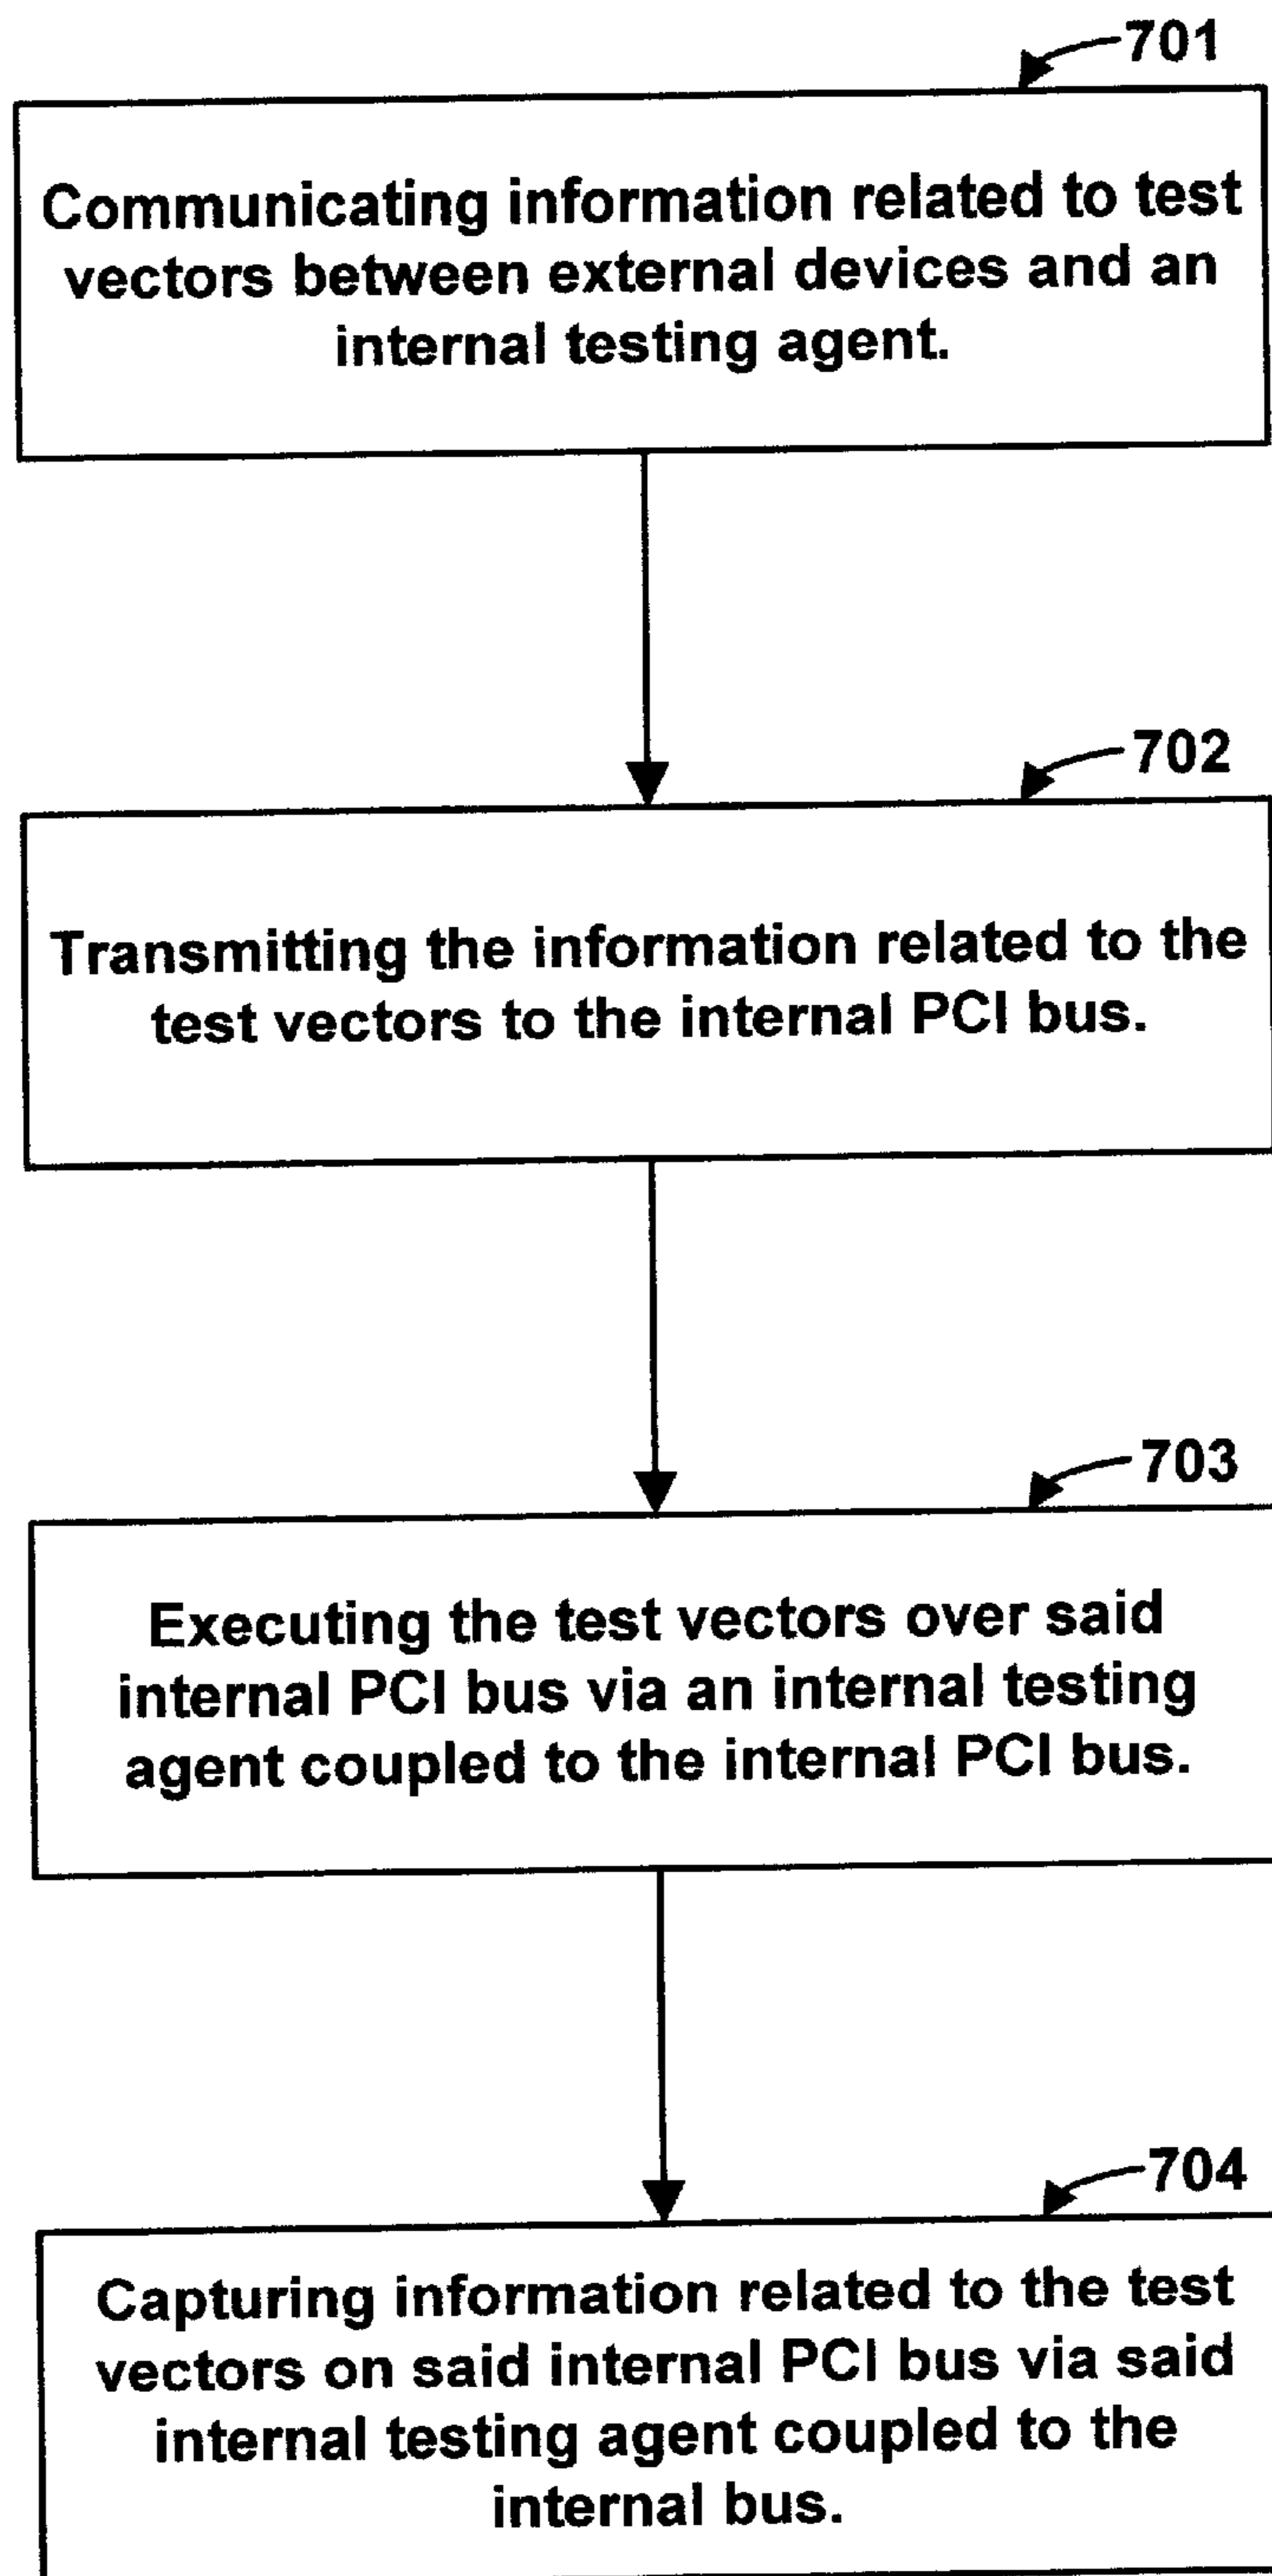 701
Communicating information related to test
vectors between external devices and an
internal testing agent.
702
Transmitting the information related to the
test vectors to the internal PCI bus.
703
Executing the test vectors over said
internal PCI bus via an internal testing
agent coupled to the internal PCI bus.
704
Capturing information related to the test
vectors on said internal PCI bus via said
internal testing agent coupled to the
internal bus.